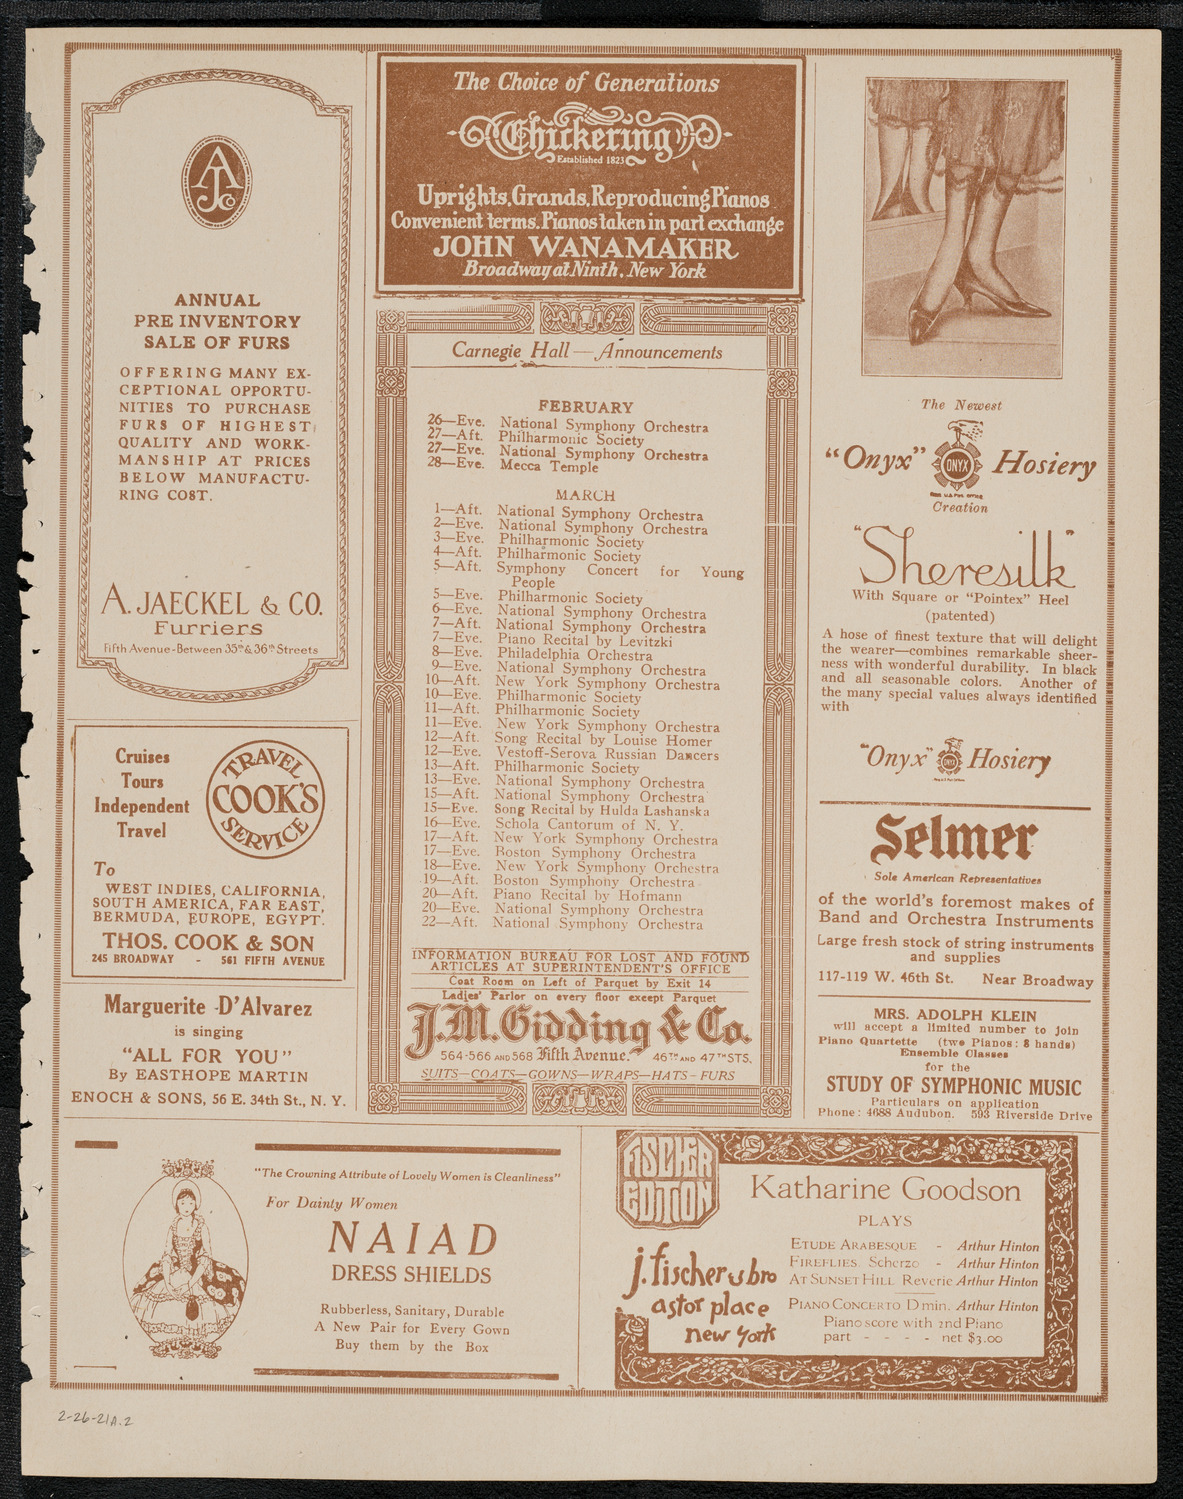 AJCo
ANNUAL
PRE INVENTORY
SALE OF FURS
OFFERING MANY EX-
CEPTIONAL OPPORTU-
NITIES TO PURCHASE
FURS OF HIGHEST
QUALITY AND WORK-
MANSHIP AT PRICES
BELOW MANUFACTU-
RING COST.
A. JAECKEL & CO.
Furriers
Fifth Avenue-Between 35th & 36th Streets
Cruises
Tours
Independent
Travel
TRAVEL
COOK'S
SERVICE
To
WEST INDIES, CALIFORNIA,
SOUTH AMERICA, FAR EAST,
BERMUDA, EUROPE, EGYPT.
THOS. COOK & SON
245 BROADWAY - 561 FIFTH AVENUE
Marguerite D'Alvarez
is singing
"ALL FOR YOU"
By EASTHOPE MARTIN
ENOCH & SONS, 56 E. 34th St., N. Y.
The Choice of Generations
Chickering
Established 1823
Uprights, Grands, Reproducing Pianos
Convenient terms. Pianos taken in part exchange
JOHN WANAMAKER
Broadway at Ninth, New York
Carnegie Hall — Announcements
FEBRUARY
26—Eve. National Symphony Orchestra
27—Aft. Philharmonic Society
27—Eve. National Symphony Orchestra
28—Eve. Mecca Temple
MARCH
1—Aft. National Symphony Orchestra
2—Eve. National Symphony Orchestra
3—Eve. Philharmonic Society
4—Aft. Philharmonic Society
5—Aft. Symphony Concert for Young
People
5—Eve. Philharmonic Society
6—Eve. National Symphony Orchestra
7—Aft. National Symphony Orchestra
7—Eve. Piano Recital by Levitzki
8—Eve. Philadelphia Orchestra
9—Eve. National Symphony Orchestra
10—Aft. New York Symphony Orchestra
10—Eve. Philharmonic Society
11—Aft. Philharmonic Society
11—Eve. New York Symphony Orchestra
12—Aft. Song Recital by Louise Homer
12—Eve. Vestoff-Serova Russian Dancers
13—Aft. Philharmonic Society
13—Eve. National Symphony Orchestra
15—Aft. National Symphony Orchestra
15—Eve. Song Recital by Hulda Lashanska
16—Eve. Schola Cantorum of N. Y.
17—Aft. New York Symphony Orchestra
17—Eve. Boston Symphony Orchestra
18—Eve. New York Symphony Orchestra
19—Aft. Boston Symphony Orchestra
20—Aft. Piano Recital by Hofmann
20—Eve. National Symphony Orchestra
22—Aft. National Symphony Orchestra
INFORMATION BUREAU FOR LOST AND FOUND
ARTICLES AT SUPERINTENDENT'S OFFICE
Coat Room on Left of Parquet by Exit 14
Ladies' Parlor on every floor except Parquet
J.M. Gidding & Co.
564-566 AND 568 Fifth Avenue. 46TH AND 47TH STS.
SUITS—COATS—GOWNS—WRAPS—HATS—FURS
The Newest
"Onyx" ONYX Hosiery
Creation
"Sheresilk"
With Square or "Pointex" Heel
(patented)
A hose of finest texture that will delight
the wearer—combines remarkable sheer-
ness with wonderful durability. In black
and all seasonable colors. Another of
the many special values always identified
with
"Onyx" ONYX Hosiery
Selmer
Sole American Representatives
of the world's foremost makes of
Band and Orchestra Instruments
Large fresh stock of string instruments
and supplies
117-119 W. 46th St. Near Broadway
MRS. ADOLPH KLEIN
will accept a limited number to join
Piano Quartette (two Pianos: 8 hands)
Ensemble Classes
for the
STUDY OF SYMPHONIC MUSIC
Particulars on application
Phone: 4688 Audubon. 593 Riverside Drive
"The Crowning Attribute of Lovely Women is Cleanliness"
For Dainty Women
NAIAD
DRESS SHIELDS
Rubberless, Sanitary, Durable
A New Pair for Every Gown
Buy them by the Box
FISCHER
EDITION
j. fischer & bro
astor place
new york
Katharine Goodson
PLAYS
ETUDE ARABESQUE - Arthur Hinton
FIREFLIES. Scherzo - Arthur Hinton
AT SUNSET HILL Reverie Arthur Hinton
PIANO CONCERTO D min. Arthur Hinton
Piano score with 2nd Piano
part - - - - net $3.00
2-26-21A.2